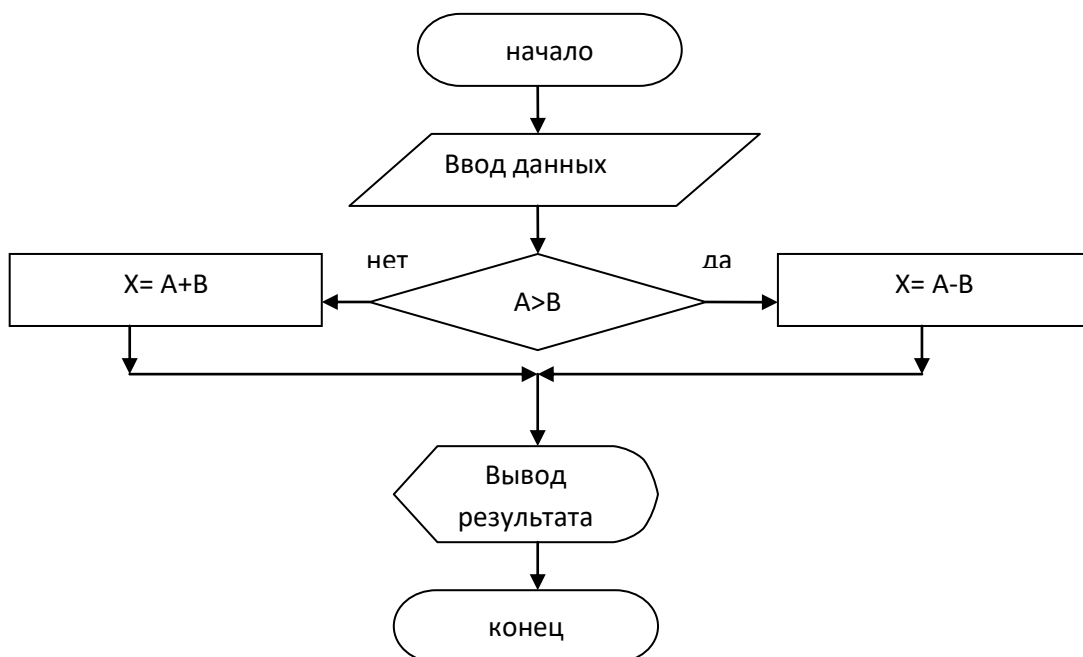 начало
Ввод данных
нет
да
X= A+B
A>B
X= A-B
Вывод
результата
конец